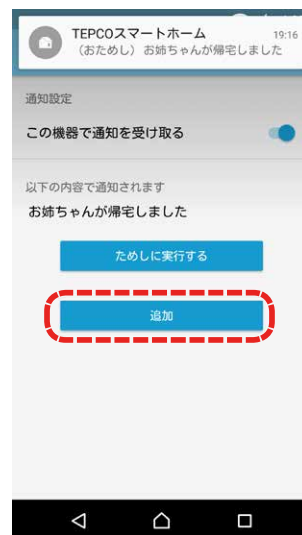 TEPCOスマートホーム 19:16
（おためし）お姉ちゃんが帰宅しました
通知設定
この機器で通知を受け取る
以下の内容で通知されます
お姉ちゃんが帰宅しました
ためしに実行する
追加